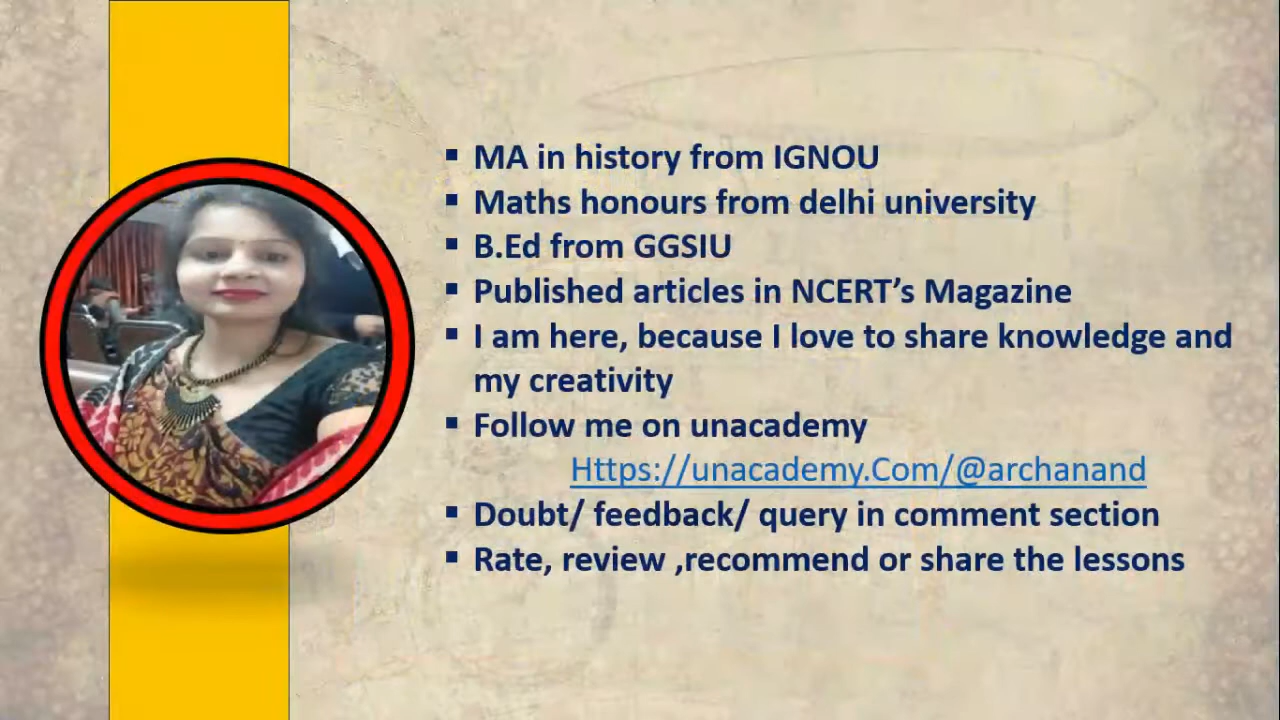 ▪ MA in history from IGNOU
▪ Maths honours from delhi university
▪ B.Ed from GGSIU
▪ Published articles in NCERT’s Magazine
▪ I am here, because I love to share knowledge and
my creativity
▪ Follow me on unacademy
Https://unacademy.Com/@archanand
▪ Doubt/ feedback/ query in comment section
▪ Rate, review ,recommend or share the lessons